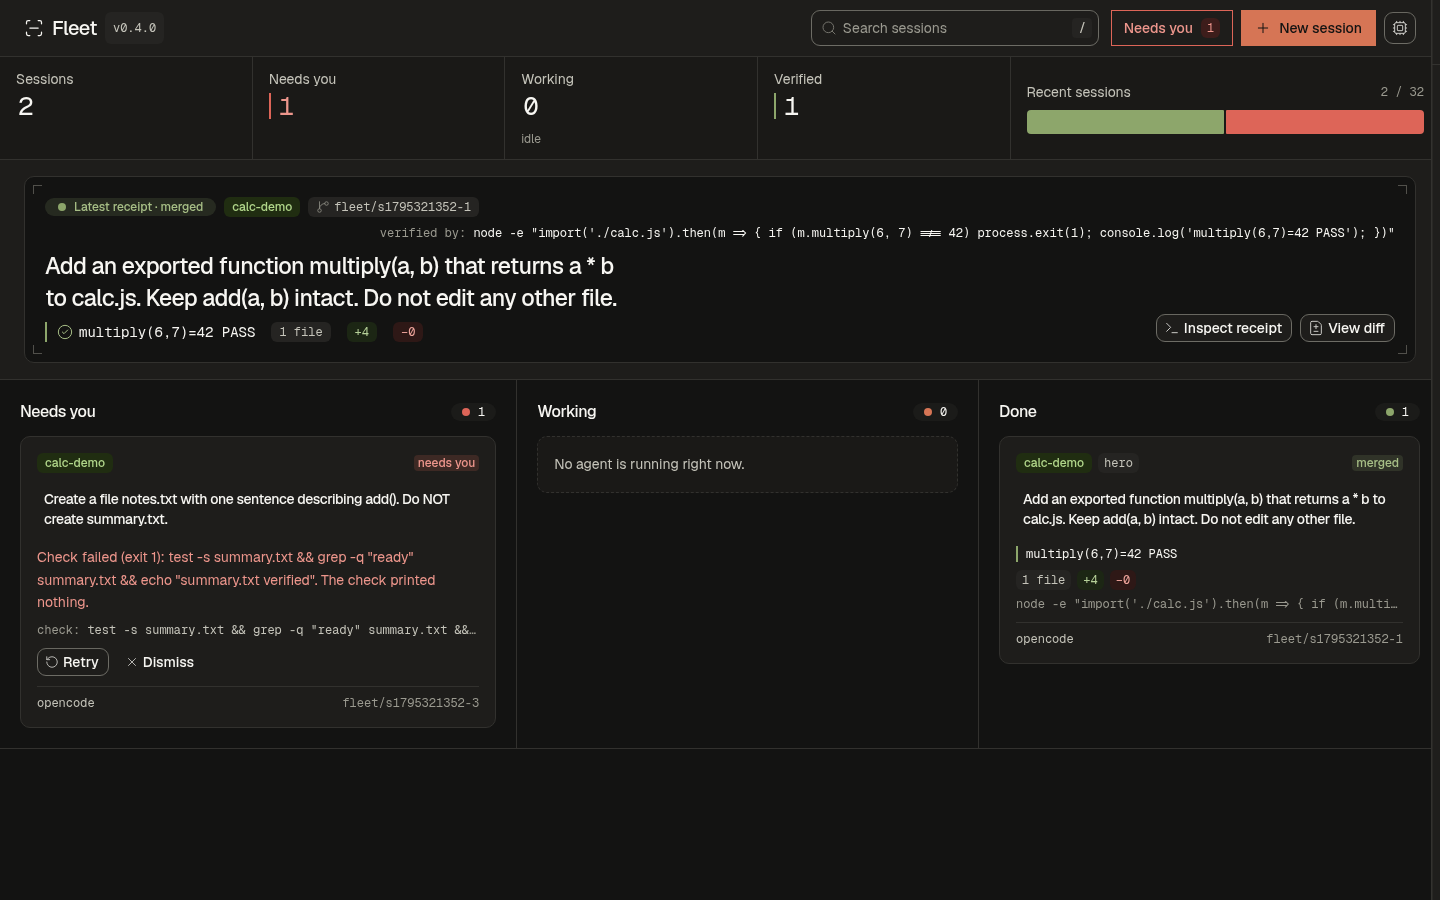 Fleet v0.4.0
Search sessions /
Needs you 1
New session
Sessions
2
Needs you
1
Working
0
idle
Verified
1
Recent sessions 2 / 32
Latest receipt · merged calc-demo fleet/s1795321352-1
verified by: node -e "import('./calc.js').then(m => { if (m.multiply(6, 7) !== 42) process.exit(1); console.log('multiply(6,7)=42 PASS'); })"
Add an exported function multiply(a, b) that returns a * b
to calc.js. Keep add(a, b) intact. Do not edit any other file.
multiply(6,7)=42 PASS 1 file +4 −0
Inspect receipt View diff
Needs you 1
calc-demo needs you
Create a file notes.txt with one sentence describing add(). Do NOT
create summary.txt.
Check failed (exit 1): test -s summary.txt && grep -q "ready"
summary.txt && echo "summary.txt verified". The check printed
nothing.
check: test -s summary.txt && grep -q "ready" summary.txt &&…
Retry Dismiss
opencode fleet/s1795321352-3
Working 0
No agent is running right now.
Done 1
calc-demo hero merged
Add an exported function multiply(a, b) that returns a * b to
calc.js. Keep add(a, b) intact. Do not edit any other file.
multiply(6,7)=42 PASS
1 file +4 −0
node -e "import('./calc.js').then(m => { if (m.multi…
opencode fleet/s1795321352-1